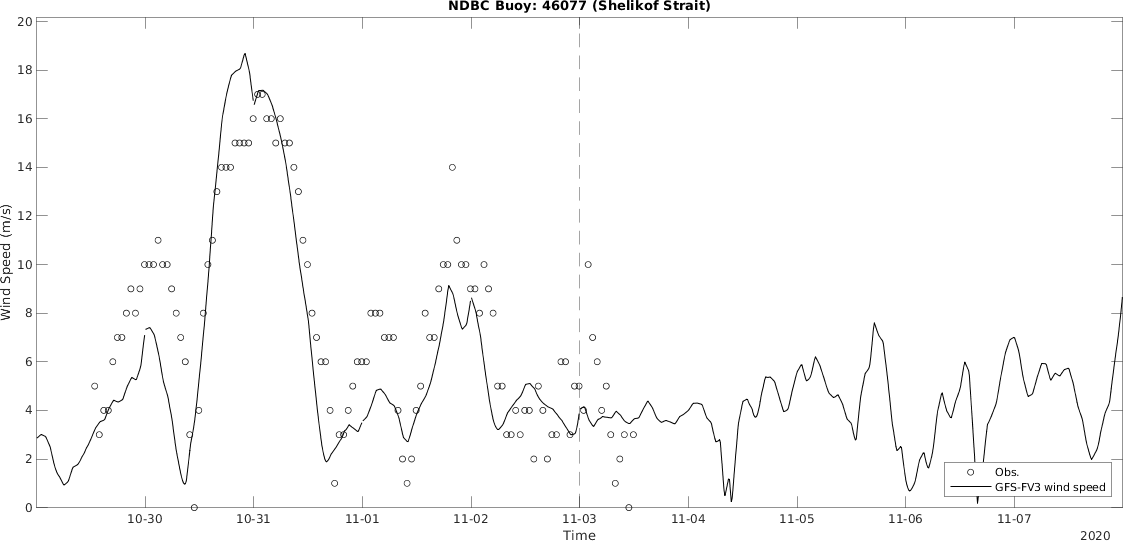 NDBC Buoy: 46077 (Shelikof Strait)
20
18
16
14
12
10
8
6
4
2
0
Wind Speed (m/s)
10-30 10-31 11-01 11-02 11-03 11-04 11-05 11-06 11-07
Time
2020
Obs.
GFS-FV3 wind speed